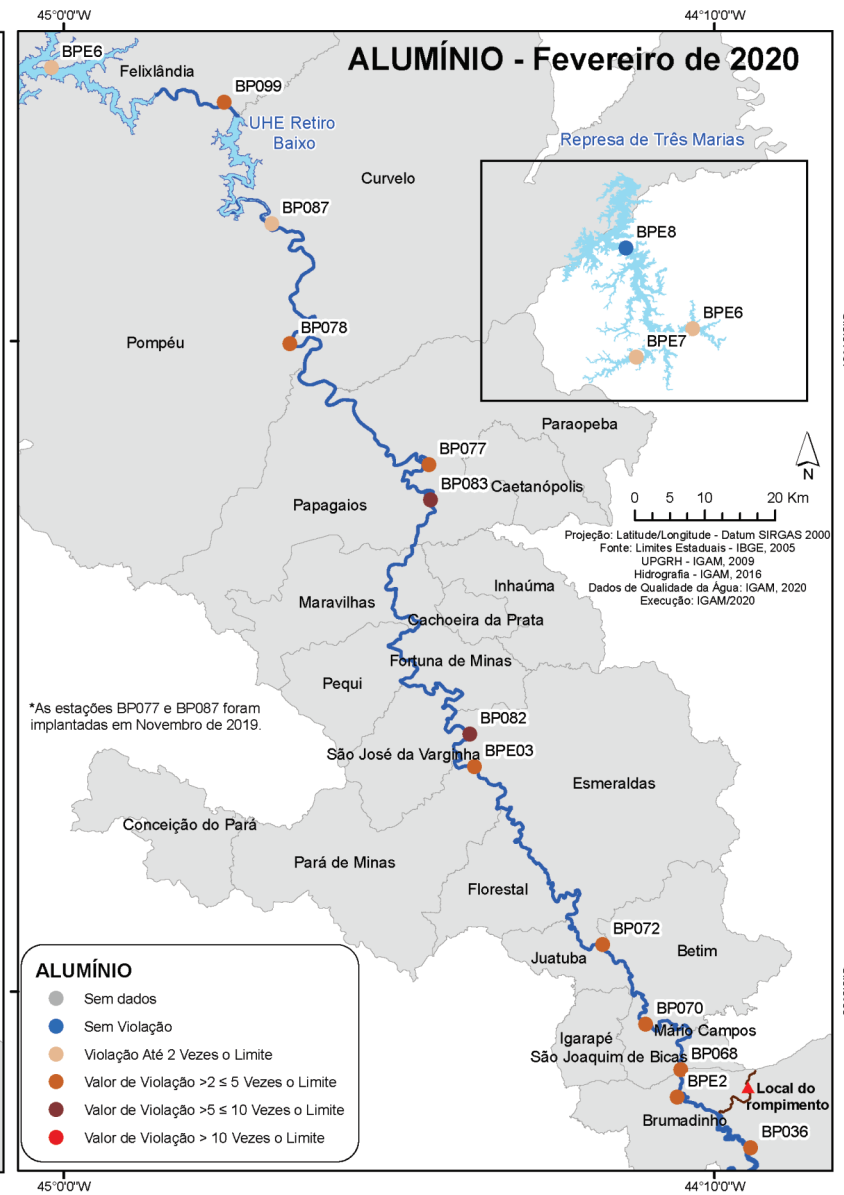 45°0'0"W
44°10'0"W
BPE6
Felixlândia
ALUMÍNIO - Fevereiro de 2020
BP099
UHE Retiro
Baixo
Represa de Três Marias
Curvelo
BP087
BPE8
BPE6
BPE7
BP078
Pompéu
Paraopeba
BP077
BP083
Caetanópolis
Papagaios
N
0 5 10 20 Km
Projeção: Latitude/Longitude - Datum SIRGAS 2000
Fonte: Limites Estaduais - IBGE, 2005
UPGRH - IGAM, 2009
Hidrografia - IGAM, 2016
Dados de Qualidade da Água: IGAM, 2020
Execução: IGAM/2020
Inhaúma
Maravilhas
Cachoeira da Prata
Fortuna de Minas
Pequi
*As estações BP077 e BP087 foram
implantadas em Novembro de 2019.
BP082
São José da Varginha
BPE03
Esmeraldas
Conceição do Pará
Pará de Minas
Florestal
BP072
Juatuba
Betim
BP070
Mário Campos
Igarapé
São Joaquim de Bicas
BP068
BPE2
Local do
rompimento
Brumadinho
BP036
ALUMÍNIO
Sem dados
Sem Violação
Violação Até 2 Vezes o Limite
Valor de Violação >2 ≤ 5 Vezes o Limite
Valor de Violação >5 ≤ 10 Vezes o Limite
Valor de Violação > 10 Vezes o Limite
45°0'0"W
44°10'0"W